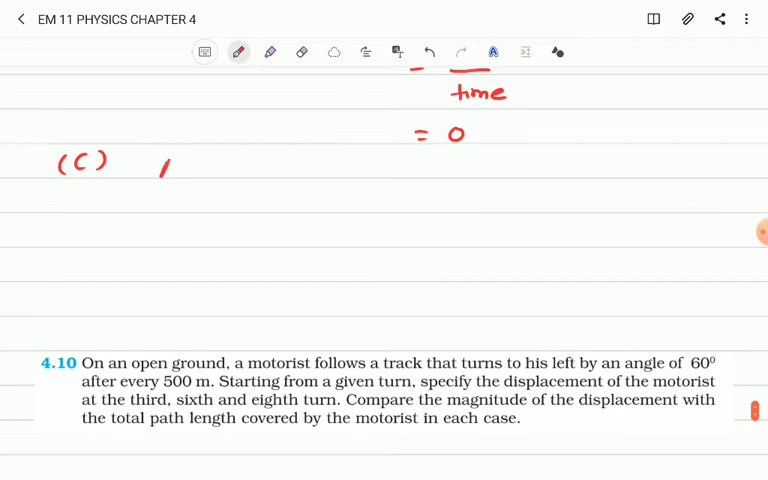 EM 11 PHYSICS CHAPTER 4
time
= 0
(C)
4.10 On an open ground, a motorist follows a track that turns to his left by an angle of 60⁰
after every 500 m. Starting from a given turn, specify the displacement of the motorist
at the third, sixth and eighth turn. Compare the magnitude of the displacement with
the total path length covered by the motorist in each case.